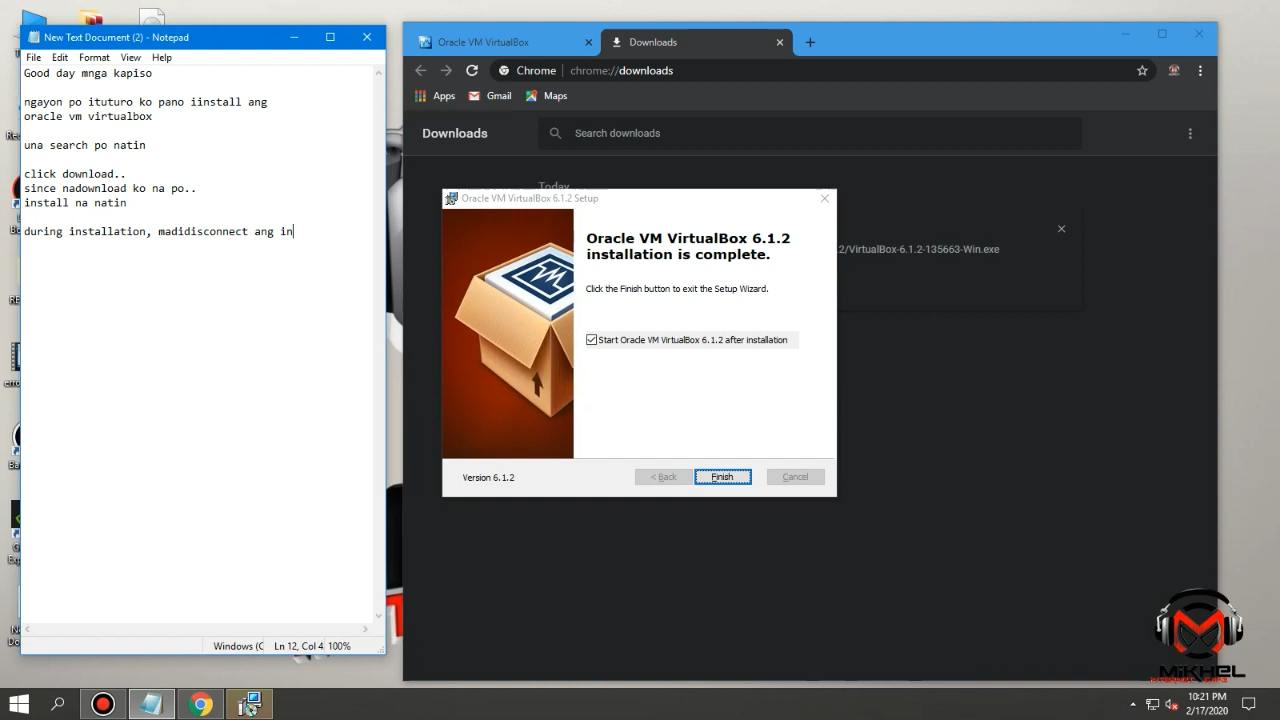 New Text Document (2) - Notepad
File Edit Format View Help
Good day mnga kapiso
ngayon po ituturo ko pano iinstall ang
oracle vm virtualbox
una search po natin
click download..
since nadownload ko na po..
install na natin
during installation, madidisconnect ang in
Windows (C Ln 12, Col 4 100%
Oracle VM VirtualBox
Downloads
Chrome chrome://downloads
Apps Gmail Maps
Downloads
Search downloads
Today
.2/VirtualBox-6.1.2-135663-Win.exe
Oracle VM VirtualBox 6.1.2 Setup
Oracle VM VirtualBox 6.1.2
installation is complete.
Click the Finish button to exit the Setup Wizard.
Start Oracle VM VirtualBox 6.1.2 after installation
Version 6.1.2
< Back Finish Cancel
MiKHEL
10:21 PM
2/17/2020